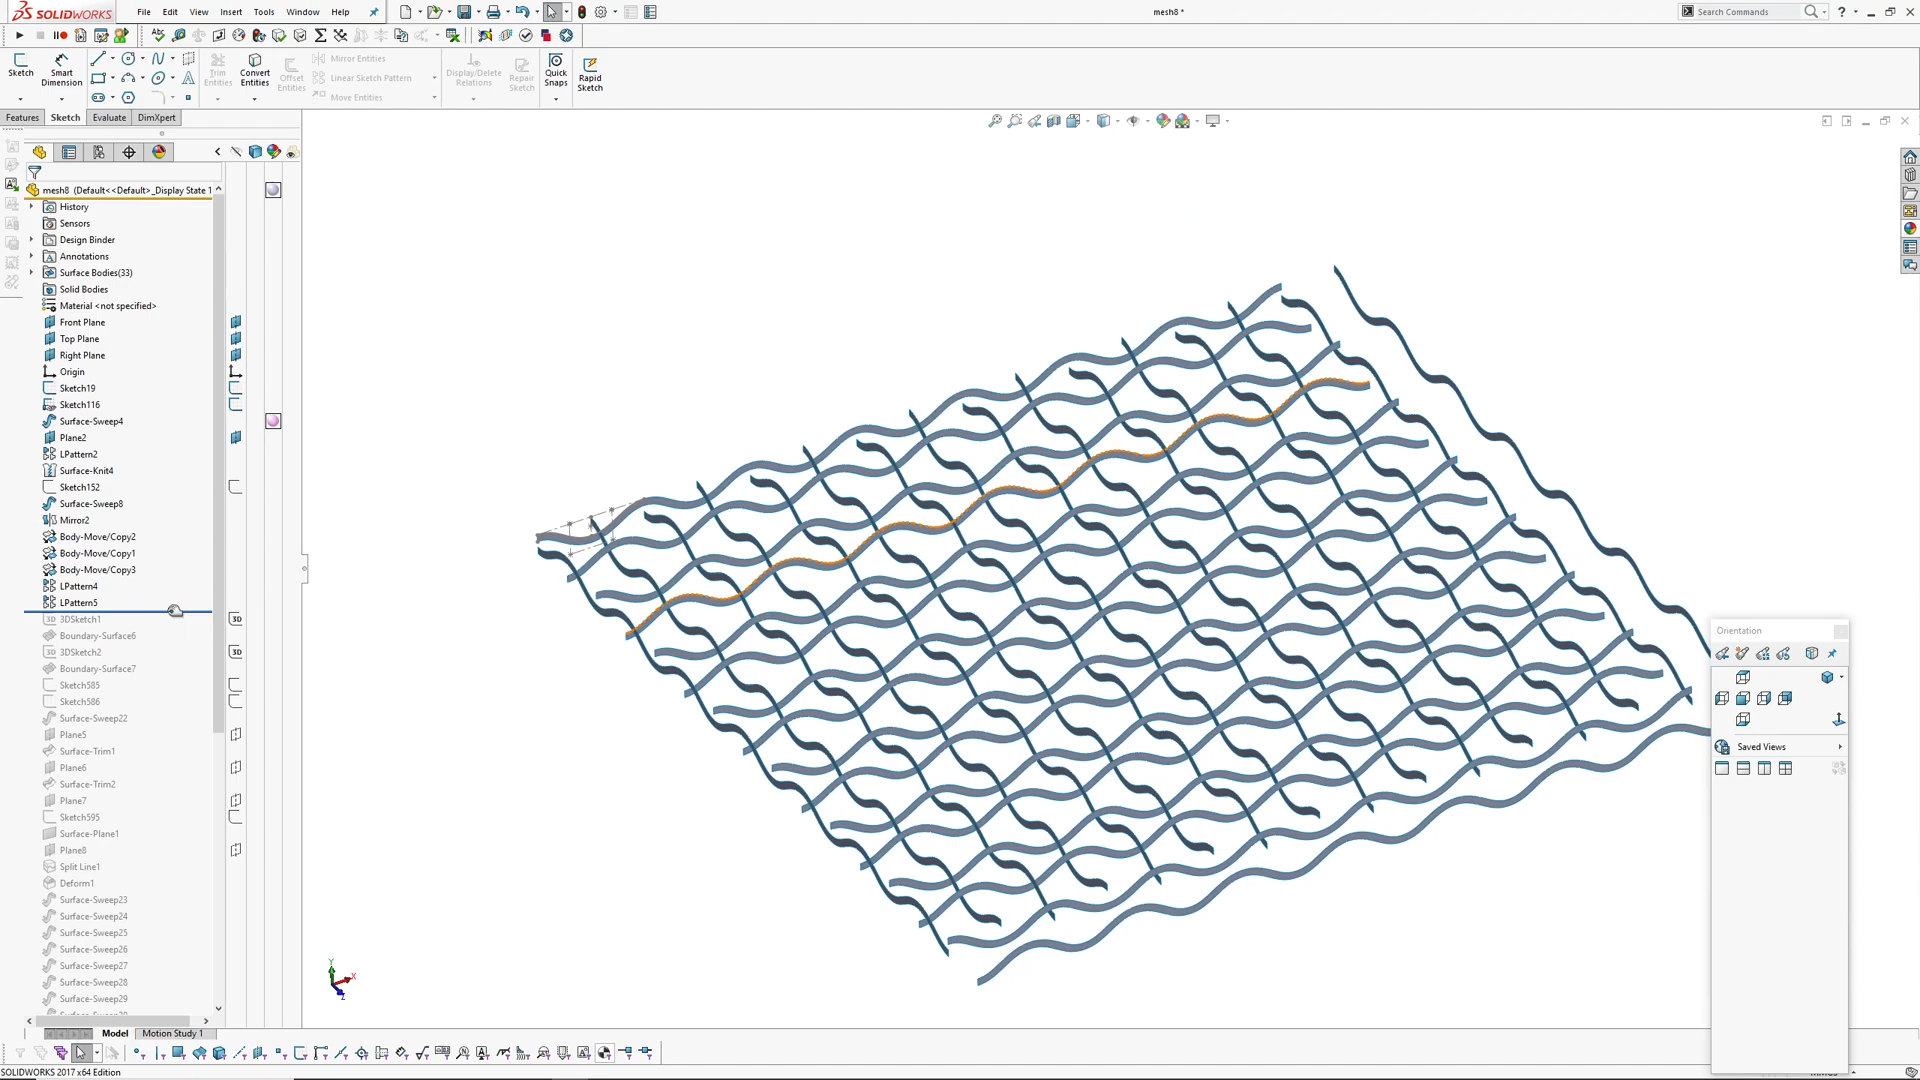 SOLIDWORKS File Edit View Insert Tools Window Help mesh8 * Search Commands
Sketch Smart Dimension Trim Entities Convert Entities Offset Entities Mirror Entities Linear Sketch Pattern Move Entities Display/Delete Relations Repair Sketch Quick Snaps Rapid Sketch
Features Sketch Evaluate DimXpert
mesh8 (Default<<Default>_Display State 1
History
Sensors
Design Binder
Annotations
Surface Bodies(33)
Solid Bodies
Material <not specified>
Front Plane
Top Plane
Right Plane
Origin
Sketch19
Sketch116
Surface-Sweep4
Plane2
LPattern2
Surface-Knit4
Sketch152
Surface-Sweep8
Mirror2
Body-Move/Copy2
Body-Move/Copy1
Body-Move/Copy3
LPattern4
LPattern5
3DSketch1
Boundary-Surface6
3DSketch2
Boundary-Surface7
Sketch585
Sketch586
Surface-Sweep22
Plane5
Surface-Trim1
Plane6
Surface-Trim2
Plane7
Sketch595
Surface-Plane1
Plane8
Split Line1
Deform1
Surface-Sweep23
Surface-Sweep24
Surface-Sweep25
Surface-Sweep26
Surface-Sweep27
Surface-Sweep28
Surface-Sweep29
Orientation
Saved Views
Y
X
Z
Model Motion Study 1
SOLIDWORKS 2017 x64 Edition